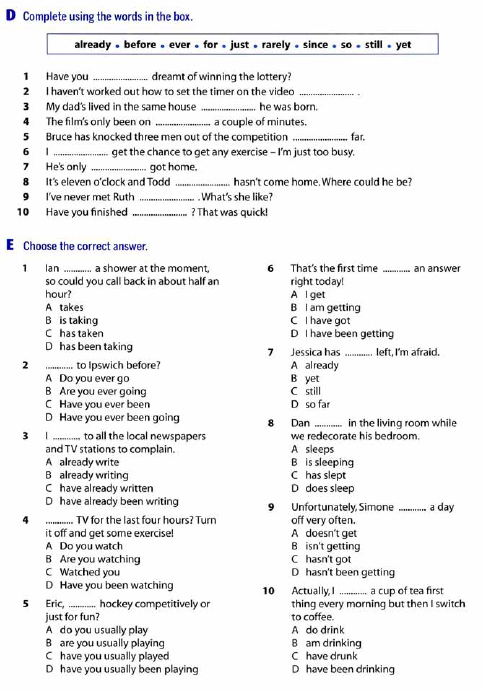 D Complete using the words in the box.
already • before • ever • for • just • rarely • since • so • still • yet
1 Have you ........................ dreamt of winning the lottery?
2 I haven't worked out how to set the timer on the video ........................ .
3 My dad's lived in the same house ........................ he was born.
4 The film's only been on ........................ a couple of minutes.
5 Bruce has knocked three men out of the competition ........................ far.
6 I ........................ get the chance to get any exercise – I'm just too busy.
7 He's only ........................ got home.
8 It's eleven o'clock and Todd ........................ hasn't come home. Where could he be?
9 I've never met Ruth ........................ . What's she like?
10 Have you finished ........................ ? That was quick!
E Choose the correct answer.
1 Ian ............ a shower at the moment,
so could you call back in about half an
hour?
A takes
B is taking
C has taken
D has been taking
2 ............ to Ipswich before?
A Do you ever go
B Are you ever going
C Have you ever been
D Have you ever been going
3 I ............ to all the local newspapers
and TV stations to complain.
A already write
B already writing
C have already written
D have already been writing
4 ............ TV for the last four hours? Turn
it off and get some exercise!
A Do you watch
B Are you watching
C Watched you
D Have you been watching
5 Eric, ............ hockey competitively or
just for fun?
A do you usually play
B are you usually playing
C have you usually played
D have you usually been playing
6 That's the first time ............ an answer
right today!
A I get
B I am getting
C I have got
D I have been getting
7 Jessica has ............ left, I'm afraid.
A already
B yet
C still
D so far
8 Dan ............ in the living room while
we redecorate his bedroom.
A sleeps
B is sleeping
C has slept
D does sleep
9 Unfortunately, Simone ............ a day
off very often.
A doesn't get
B isn't getting
C hasn't got
D hasn't been getting
10 Actually, I ............ a cup of tea first
thing every morning but then I switch
to coffee.
A do drink
B am drinking
C have drunk
D have been drinking